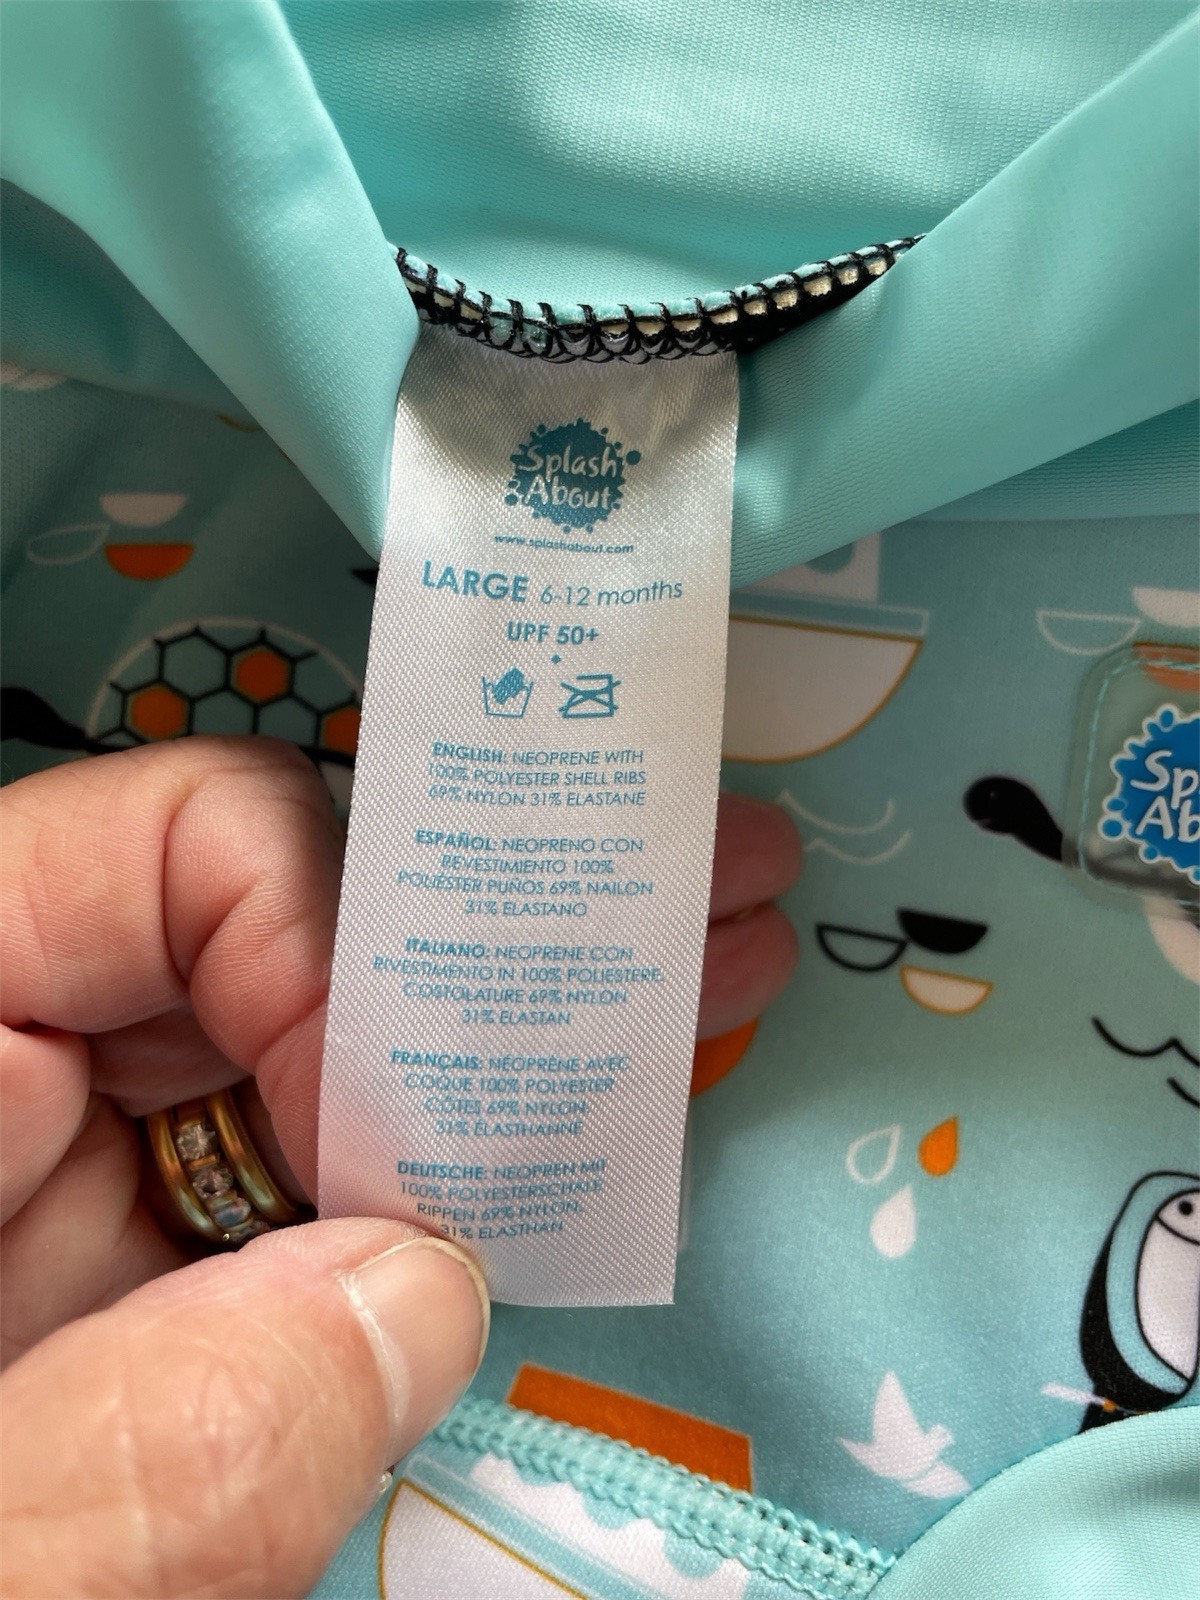 Splash
About
www.splashabout.com
LARGE 6-12 months
UPF 50+
ENGLISH: NEOPRENE WITH
100% POLYESTER SHELL RIBS
69% NYLON 31% ELASTANE
ESPAÑOL: NEOPRENO CON
REVESTIMIENTO 100%
POLIÉSTER PUÑOS 69% NAILON
31% ELASTANO
ITALIANO: NEOPRENE CON
RIVESTIMENTO IN 100% POLIESTERE.
COSTOLATURE 69% NYLON
31% ELASTAN
FRANÇAIS: NÉOPRÈNE AVEC
COQUE 100% POLYESTER
CÔTES 69% NYLON.
31% ÉLASTHANNE
DEUTSCHE: NEOPREN MIT
100% POLYESTERSCHALE
RIPPEN 69% NYLON.
31% ELASTHAN
Sp
Ab